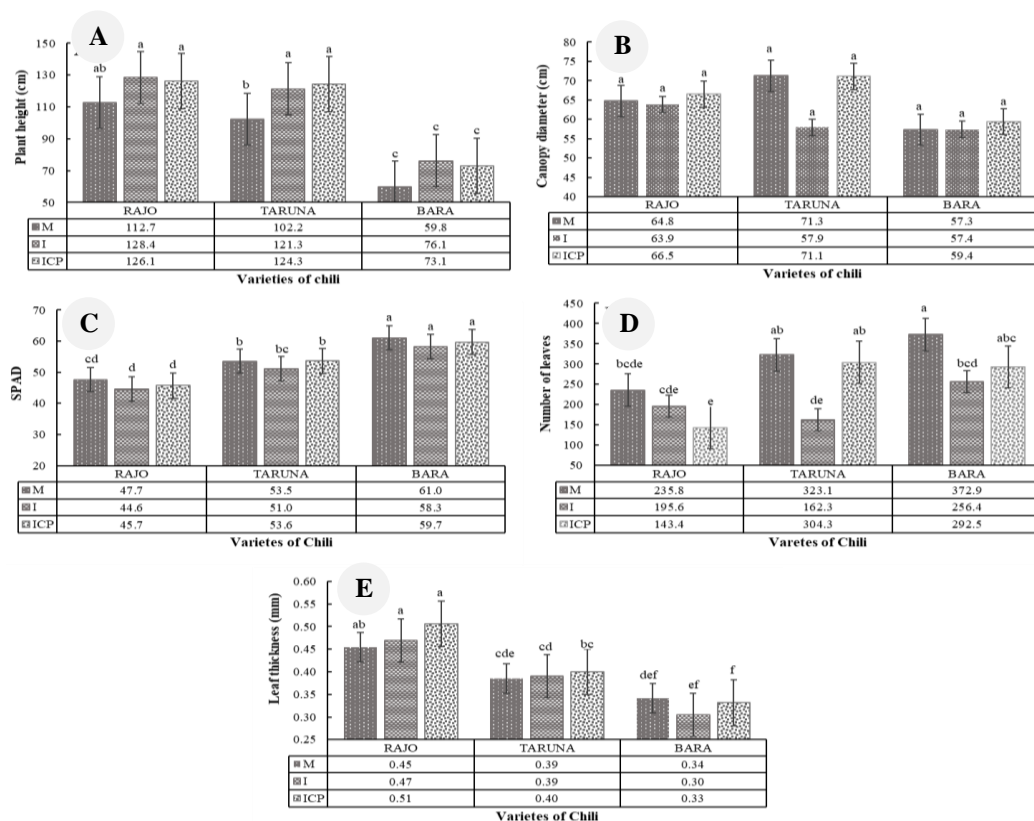 A
Plant height (cm)
150
130
110
90
70
50
ab a a b a a c c c
RAJO TARUNA BARA
M 112.7 102.2 59.8
I 128.4 121.3 76.1
ICP 126.1 124.3 73.1
Varieties of chili
B
Canopy diameter (cm)
80
75
70
65
60
55
50
45
40
a a a a a a a a a
RAJO TARUNA BARA
M 64.8 71.3 57.3
I 63.9 57.9 57.4
ICP 66.5 71.1 59.4
Varietes of chili
C
SPAD
70
60
50
40
30
20
cd d d b bc b a a a
RAJO TARUNA BARA
M 47.7 53.5 61.0
I 44.6 51.0 58.3
ICP 45.7 53.6 59.7
Varietes of Chili
D
Number of leaves
450
400
350
300
250
200
150
100
50
bcde cde e ab de ab a bcd abc
RAJO TARUNA BARA
M 235.8 323.1 372.9
I 195.6 162.3 256.4
ICP 143.4 304.3 292.5
Varetes of Chili
E
Leaf thickness (mm)
0.60
0.55
0.50
0.45
0.40
0.35
0.30
0.25
ab a a cde cd bc def ef f
RAJO TARUNA BARA
M 0.45 0.39 0.34
I 0.47 0.39 0.30
ICP 0.51 0.40 0.33
Varietes of Chili